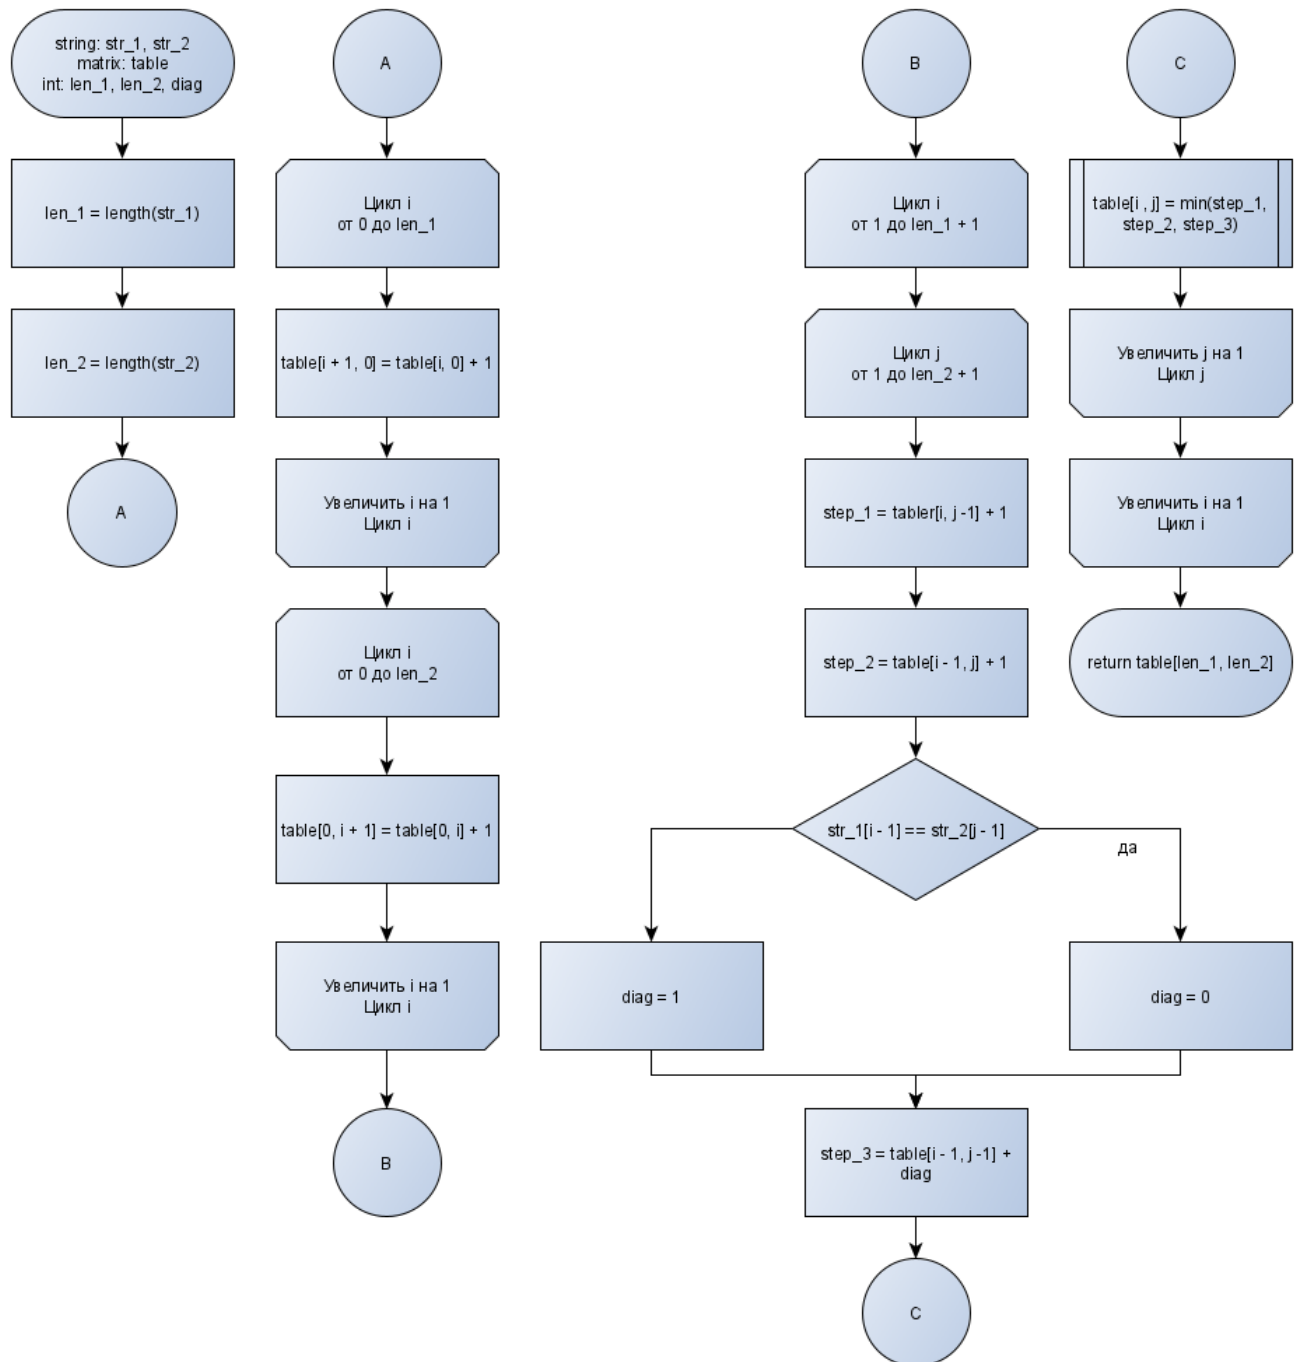 string: str_1, str_2
matrix: table
int: len_1, len_2, diag
len_1 = length(str_1)
len_2 = length(str_2)
A
A
Цикл i
от 0 до len_1
table[i + 1, 0] = table[i, 0] + 1
Увеличить i на 1
Цикл i
Цикл i
от 0 до len_2
table[0, i + 1] = table[0, i] + 1
Увеличить i на 1
Цикл i
B
B
Цикл i
от 1 до len_1 + 1
Цикл j
от 1 до len_2 + 1
step_1 = tabler[i, j -1] + 1
step_2 = table[i - 1, j] + 1
str_1[i - 1] == str_2[j - 1]
да
diag = 1
diag = 0
step_3 = table[i - 1, j -1] +
diag
C
C
table[i , j] = min(step_1,
step_2, step_3)
Увеличить j на 1
Цикл j
Увеличить i на 1
Цикл i
return table[len_1, len_2]